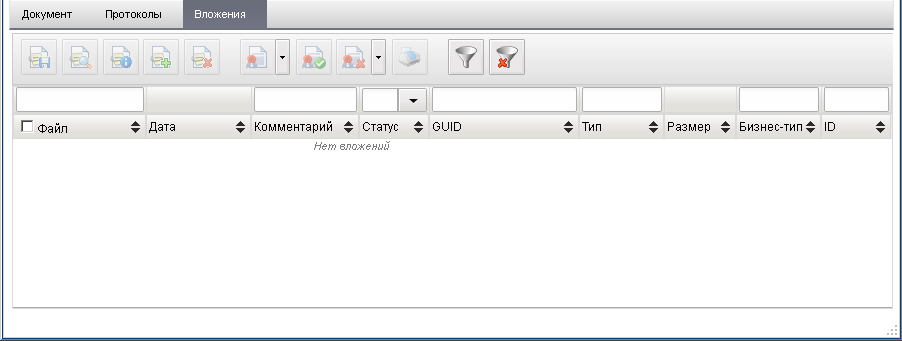 Документ Протоколы Вложения
Файл Дата Комментарий Статус GUID Тип Размер Бизнес-тип ID
Нет вложений